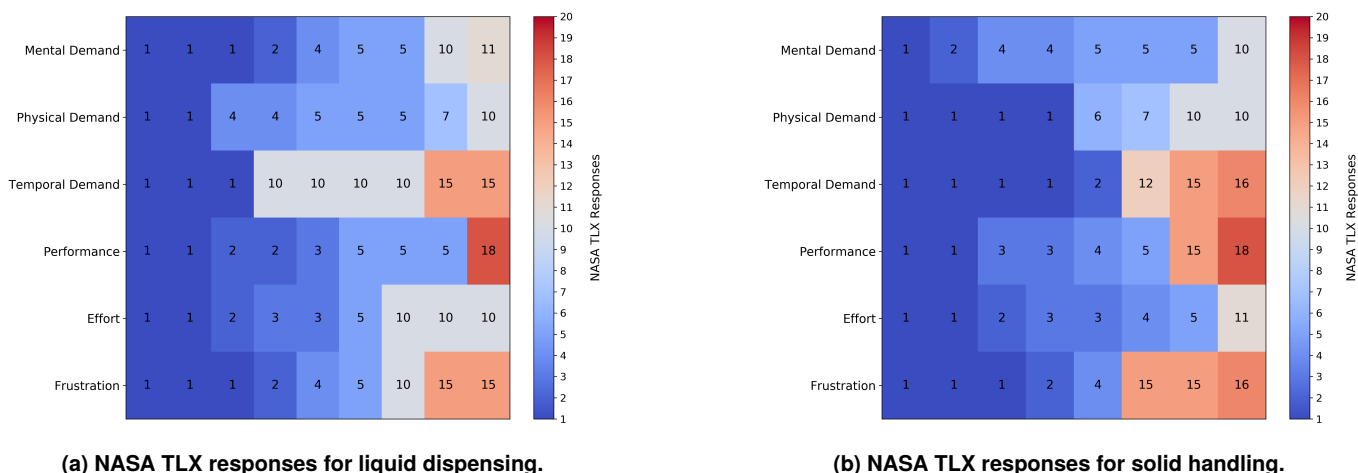 Mental Demand 1 1 1 2 4 5 5 10 11
Physical Demand 1 1 4 4 5 5 5 7 10
Temporal Demand 1 1 1 10 10 10 10 15 15
Performance 1 1 2 2 3 5 5 5 18
Effort 1 1 2 3 3 5 10 10 10
Frustration 1 1 1 2 4 5 10 15 15
20
19
18
17
16
15
14
13
12
11
10
9
8
7
6
5
4
3
2
1
NASA TLX Responses
(a) NASA TLX responses for liquid dispensing.
Mental Demand 1 2 4 4 5 5 5 10
Physical Demand 1 1 1 1 6 7 10 10
Temporal Demand 1 1 1 1 2 12 15 16
Performance 1 1 3 3 4 5 15 18
Effort 1 1 2 3 3 4 5 11
Frustration 1 1 1 2 4 15 15 16
20
19
18
17
16
15
14
13
12
11
10
9
8
7
6
5
4
3
2
1
NASA TLX Responses
(b) NASA TLX responses for solid handling.